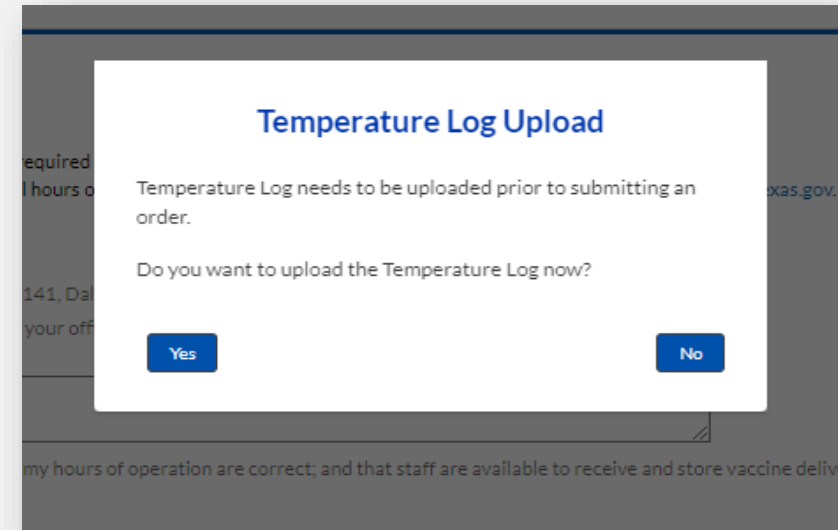 Temperature Log Upload
required
l hours o
Temperature Log needs to be uploaded prior to submitting an
exas.gov.
order.
Do you want to upload the Temperature Log now?
141, Dal
your off
Yes
No
my hours of operation are correct; and that staff are available to receive and store vaccine deliv